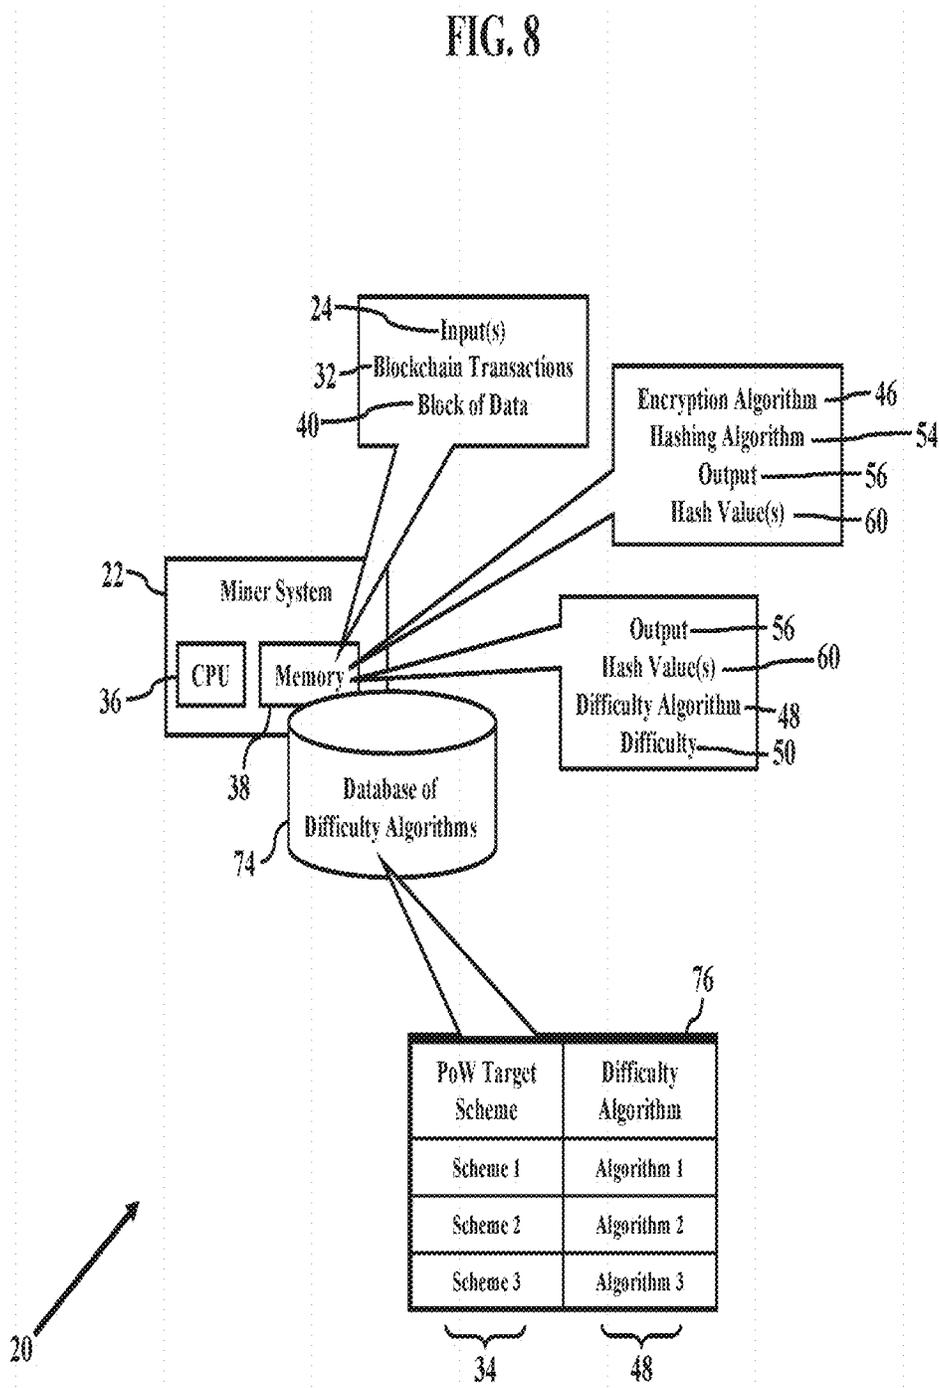 FIG. 8
24
Input(s)
32
Blockchain Transactions
40
Block of Data
Encryption Algorithm
46
Hashing Algorithm
54
Output
56
Hash Value(s)
60
22
Miner System
36
CPU
Memory
38
Output
56
Hash Value(s)
60
Difficulty Algorithm
48
Difficulty
50
Database of
Difficulty Algorithms
74
76
PoW Target
Scheme
Difficulty
Algorithm
Scheme 1
Algorithm 1
Scheme 2
Algorithm 2
Scheme 3
Algorithm 3
34
48
20